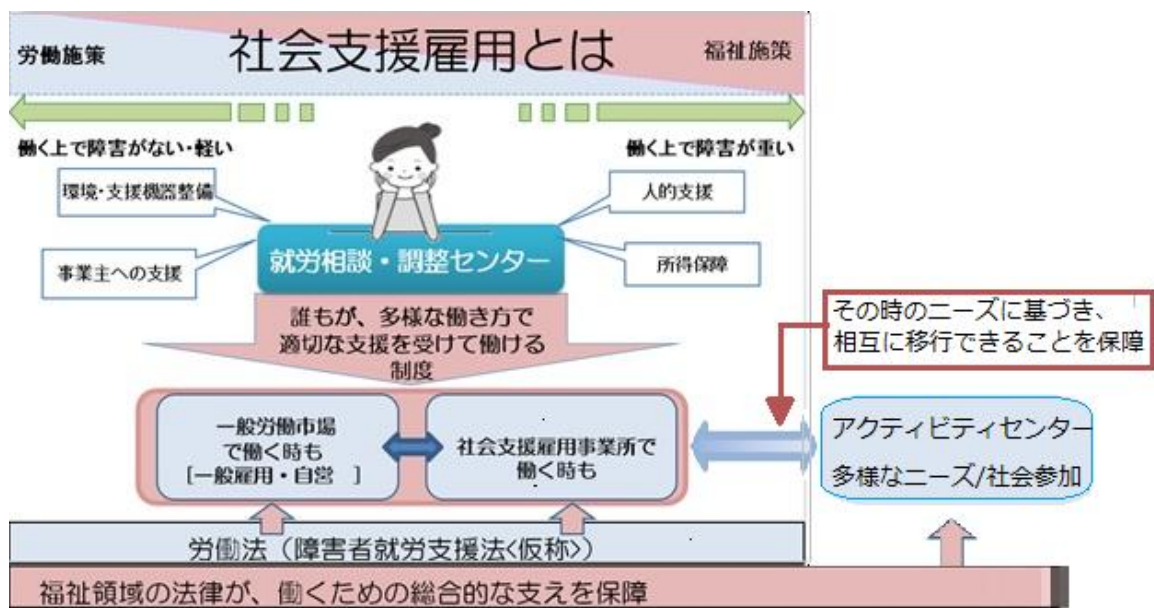 社会支援雇用とは
労働施策
福祉施策
働く上で障害がない・軽い
働く上で障害が重い
環境・支援機器整備
人的支援
事業主への支援
就労相談・調整センター
所得保障
誰もが、多様な働き方で
適切な支援を受けて働ける
制度
その時のニーズに基づき、
相互に移行できることを保障
一般労働市場
で働く時も
[一般雇用・自営　]
社会支援雇用事業所で
働く時も
アクティビティセンター
多様なニーズ/社会参加
労働法（障害者就労支援法<仮称>）
福祉領域の法律が、働くための総合的な支えを保障